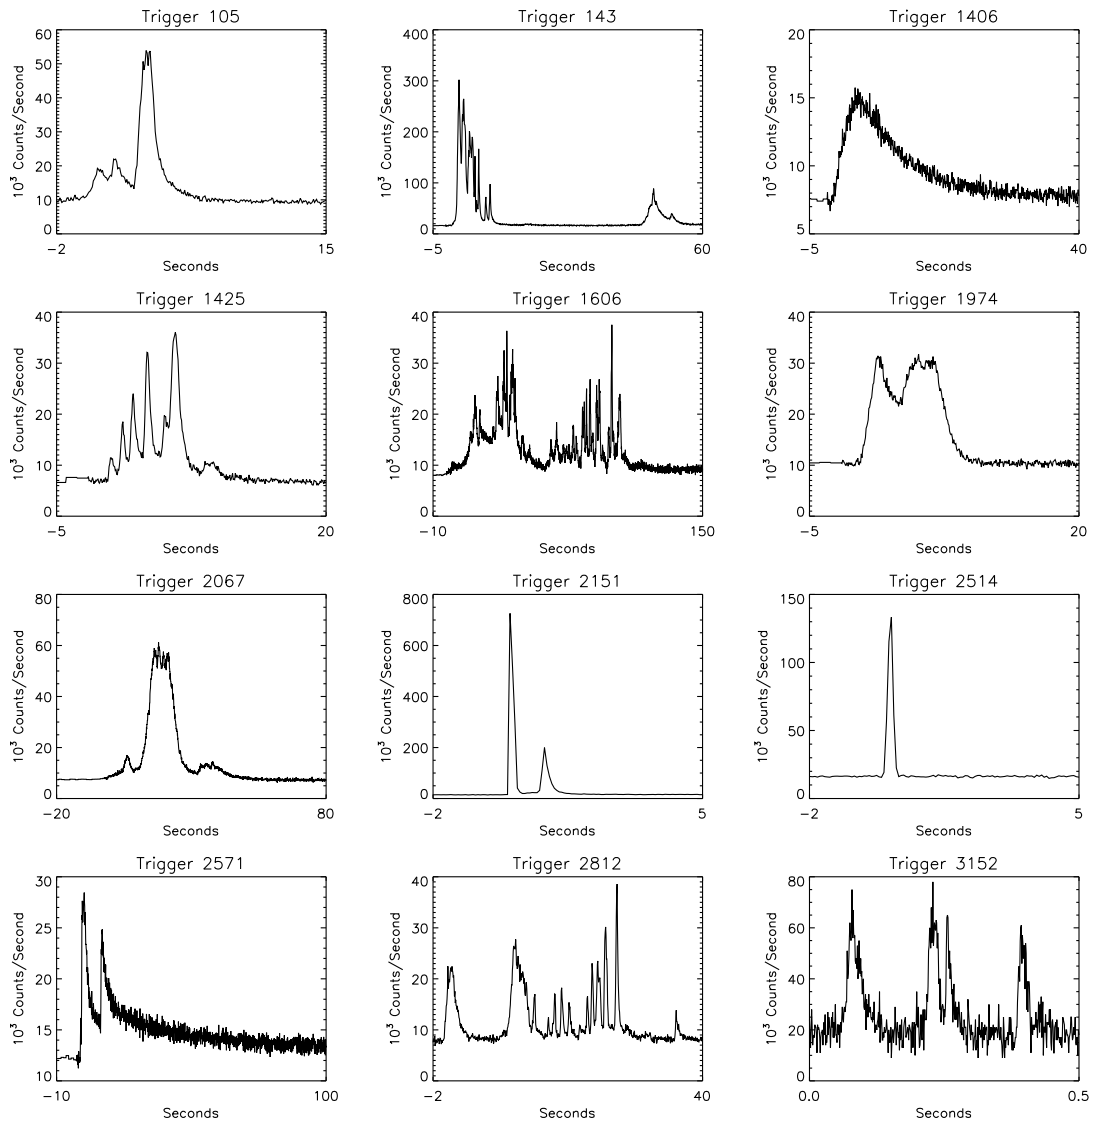 Trigger 105
60
50
40
30
20
10
0
10³ Counts/Second
-2
15
Seconds
Trigger 143
400
300
200
100
0
10³ Counts/Second
-5
60
Seconds
Trigger 1406
20
15
10
5
10³ Counts/Second
-5
40
Seconds
Trigger 1425
40
30
20
10
0
10³ Counts/Second
-5
20
Seconds
Trigger 1606
40
30
20
10
0
10³ Counts/Second
-10
150
Seconds
Trigger 1974
40
30
20
10
0
10³ Counts/Second
-5
20
Seconds
Trigger 2067
80
60
40
20
0
10³ Counts/Second
-20
80
Seconds
Trigger 2151
800
600
400
200
0
10³ Counts/Second
-2
5
Seconds
Trigger 2514
150
100
50
0
10³ Counts/Second
-2
5
Seconds
Trigger 2571
30
25
20
15
10
10³ Counts/Second
-10
100
Seconds
Trigger 2812
40
30
20
10
0
10³ Counts/Second
-2
40
Seconds
Trigger 3152
80
60
40
20
0
10³ Counts/Second
0.0
0.5
Seconds